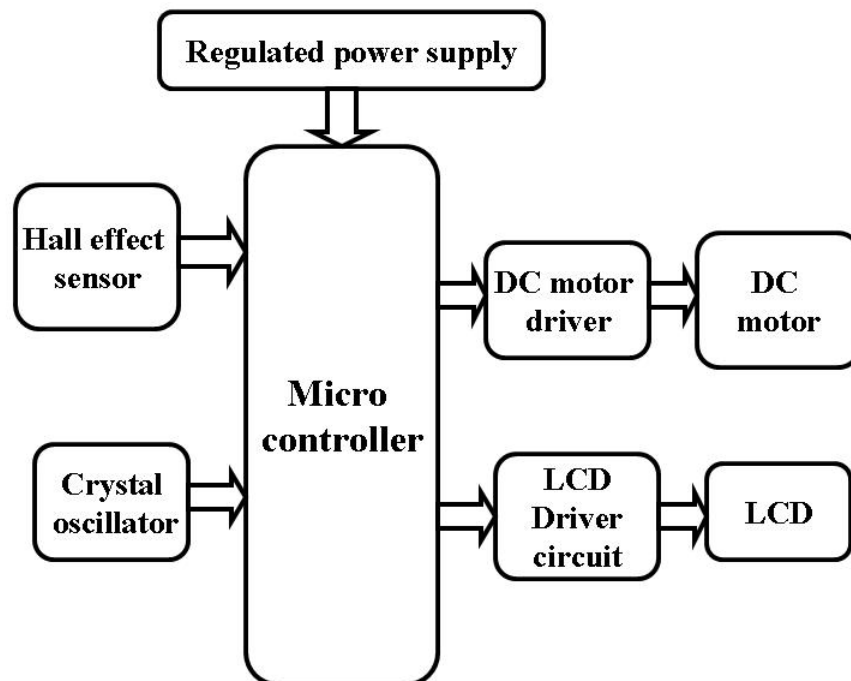 Regulated power supply
Hall effect
sensor
DC motor
driver
DC
motor
Micro
controller
Crystal
oscillator
LCD
Driver
circuit
LCD